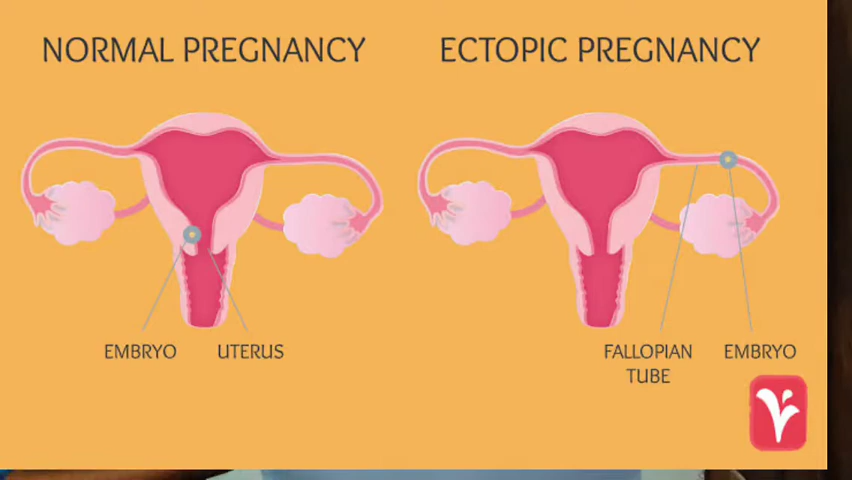 NORMAL PREGNANCY
ECTOPIC PREGNANCY
EMBRYO
UTERUS
FALLOPIAN
TUBE
EMBRYO